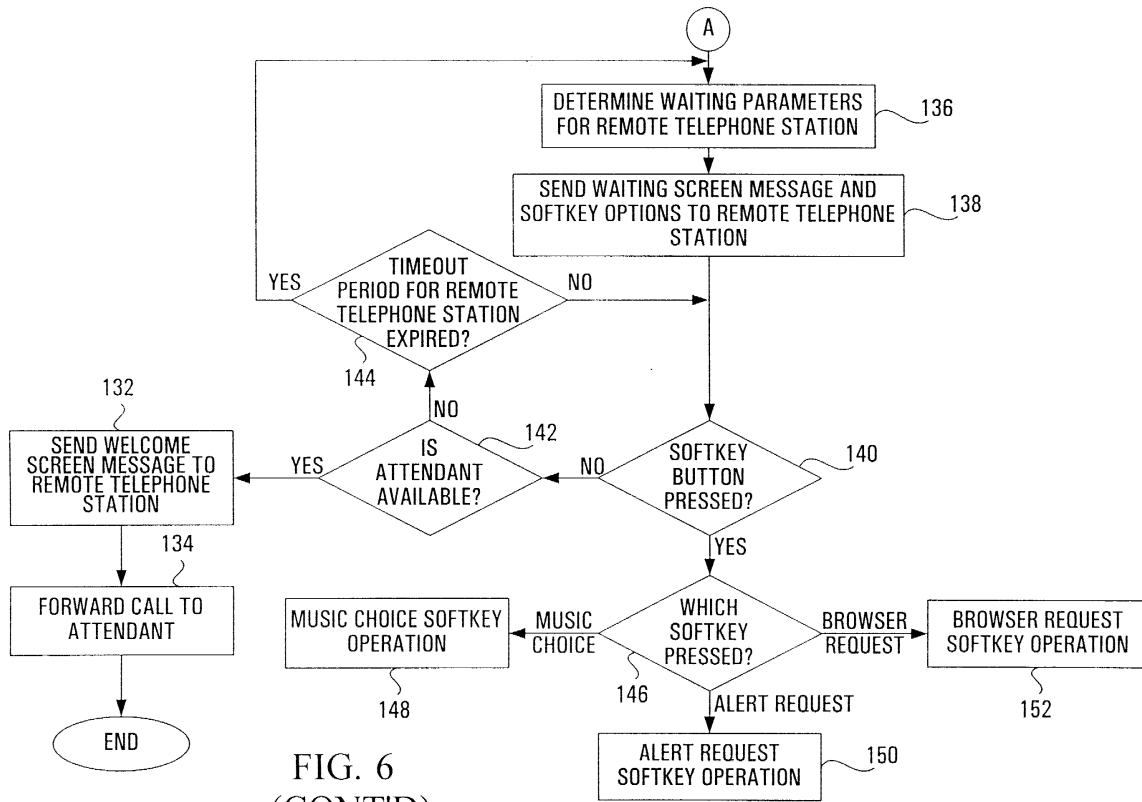 A
DETERMINE WAITING PARAMETERS
FOR REMOTE TELEPHONE STATION
136
SEND WAITING SCREEN MESSAGE AND
SOFTKEY OPTIONS TO REMOTE TELEPHONE
STATION
138
YES
TIMEOUT
PERIOD FOR REMOTE
TELEPHONE STATION
EXPIRED?
NO
144
132
SEND WELCOME
SCREEN MESSAGE TO
REMOTE TELEPHONE
STATION
YES
NO
IS
ATTENDANT
AVAILABLE?
142
NO
SOFTKEY
BUTTON
PRESSED?
140
YES
134
FORWARD CALL TO
ATTENDANT
END
MUSIC CHOICE SOFTKEY
OPERATION
148
MUSIC
CHOICE
WHICH
SOFTKEY
PRESSED?
146
BROWSER
REQUEST
BROWSER REQUEST
SOFTKEY OPERATION
152
ALERT REQUEST
ALERT REQUEST
SOFTKEY OPERATION
150
FIG. 6
(CONT'D)